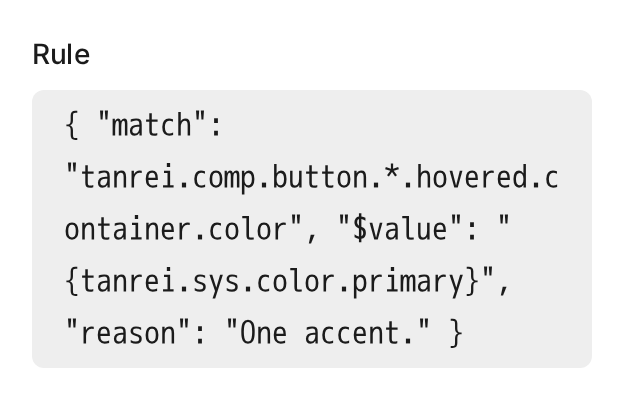 Rule
{ "match":
"tanrei.comp.button.*.hovered.c
ontainer.color", "$value": "
{tanrei.sys.color.primary}",
"reason": "One accent." }